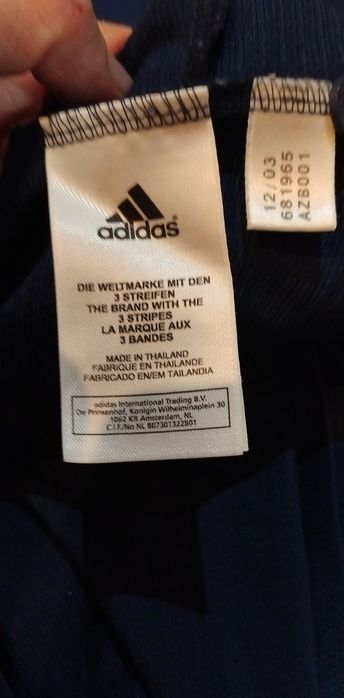 adidas
DIE WELTMARKE MIT DEN
3 STREIFEN
THE BRAND WITH THE
3 STRIPES
LA MARQUE AUX
3 BANDES
MADE IN THAILAND
FABRIQUE EN THAILANDE
FABRICADO EN/EM TAILANDIA
adidas International Trading B.V.
De Prinsenhof, Konigin Wilhelminaplein 30
1062 KR Amsterdam, NL
C.I.F./No NL 807301322B01
12/03
681965
AZB001